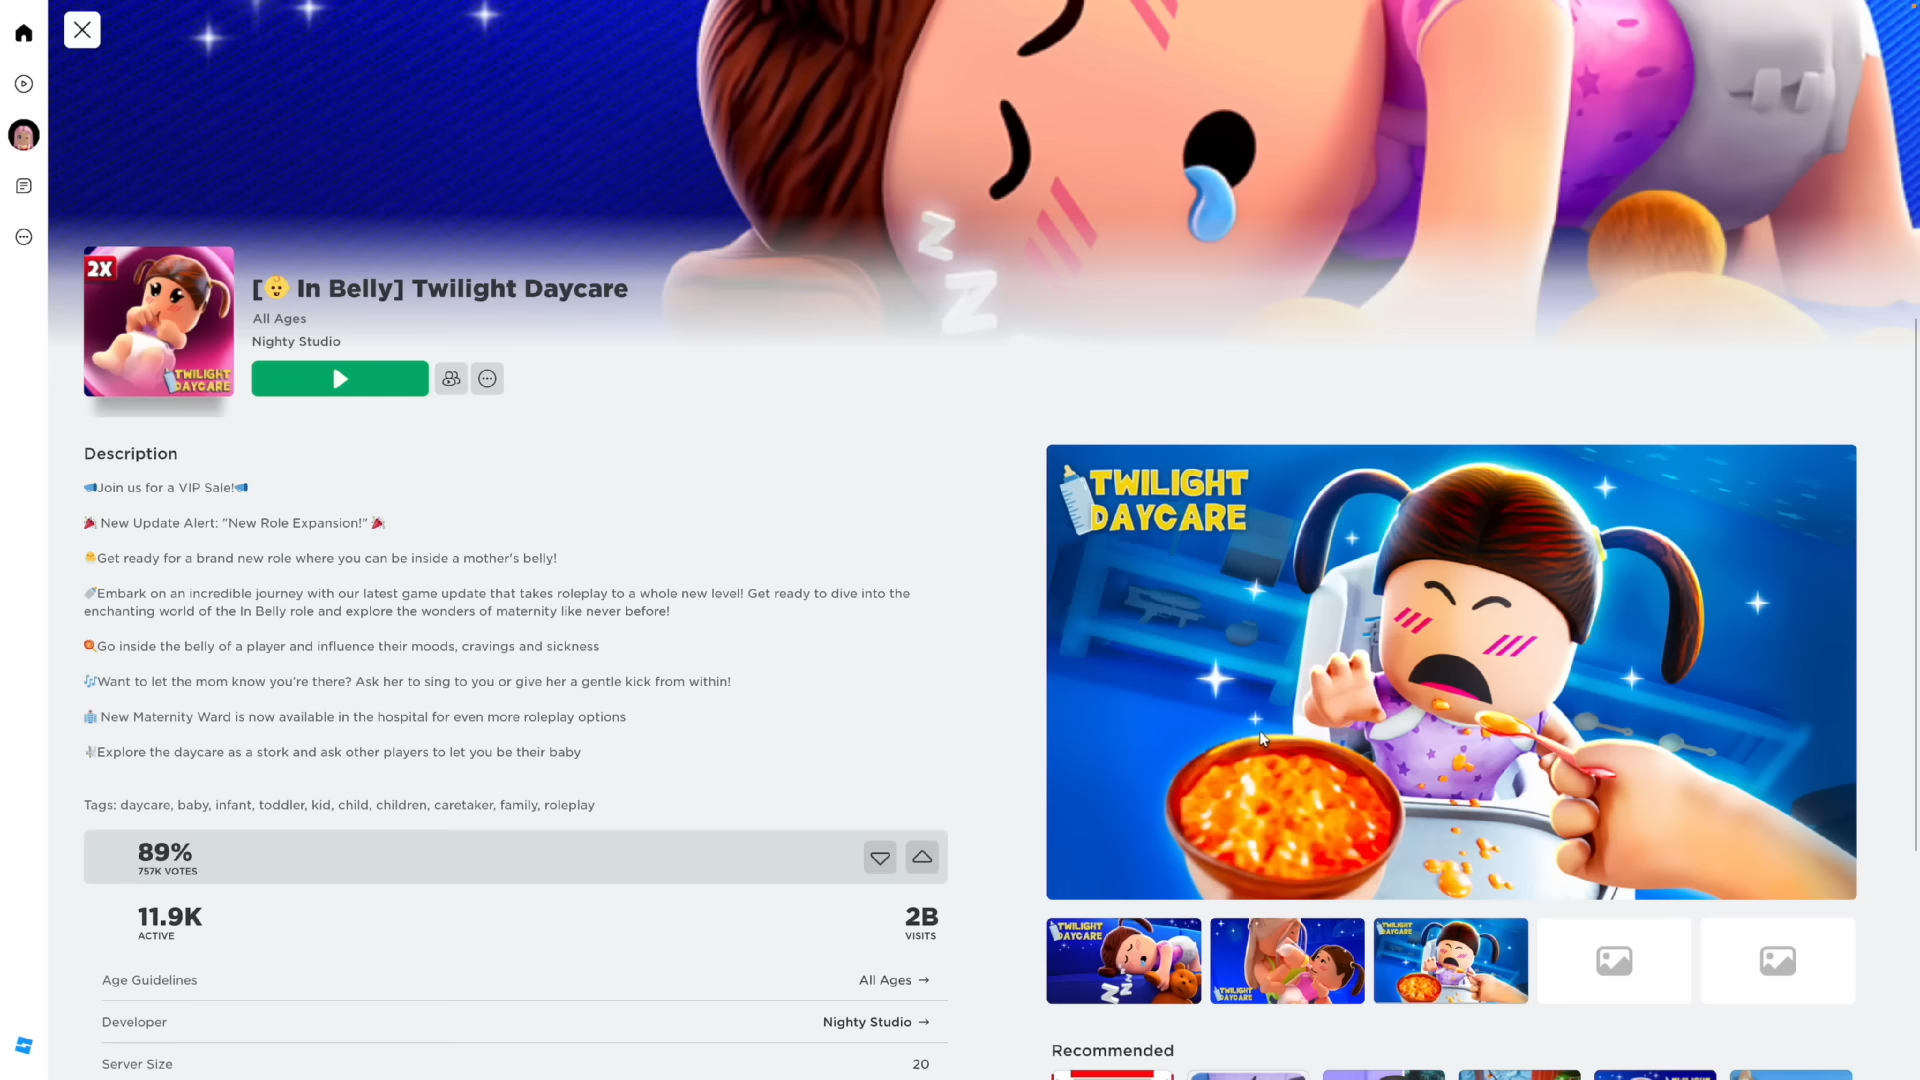 2X
TWILIGHT
DAYCARE
[👶 In Belly] Twilight Daycare
All Ages
Nighty Studio
Z
Z
Description
Join us for a VIP Sale!
New Update Alert: "New Role Expansion!"
Get ready for a brand new role where you can be inside a mother's belly!
Embark on an incredible journey with our latest game update that takes roleplay to a whole new level! Get ready to dive into the
enchanting world of the In Belly role and explore the wonders of maternity like never before!
Go inside the belly of a player and influence their moods, cravings and sickness
Want to let the mom know you're there? Ask her to sing to you or give her a gentle kick from within!
New Maternity Ward is now available in the hospital for even more roleplay options
Explore the daycare as a stork and ask other players to let you be their baby
Tags: daycare, baby, infant, toddler, kid, child, children, caretaker, family, roleplay
89%
757K VOTES
11.9K
ACTIVE
2B
VISITS
Age Guidelines
All Ages →
Developer
Nighty Studio →
Server Size
20
TWILIGHT
DAYCARE
TWILIGHT
DAYCARE
ZZZ
TWILIGHT
DAYCARE
TWILIGHT
DAYCARE
Recommended